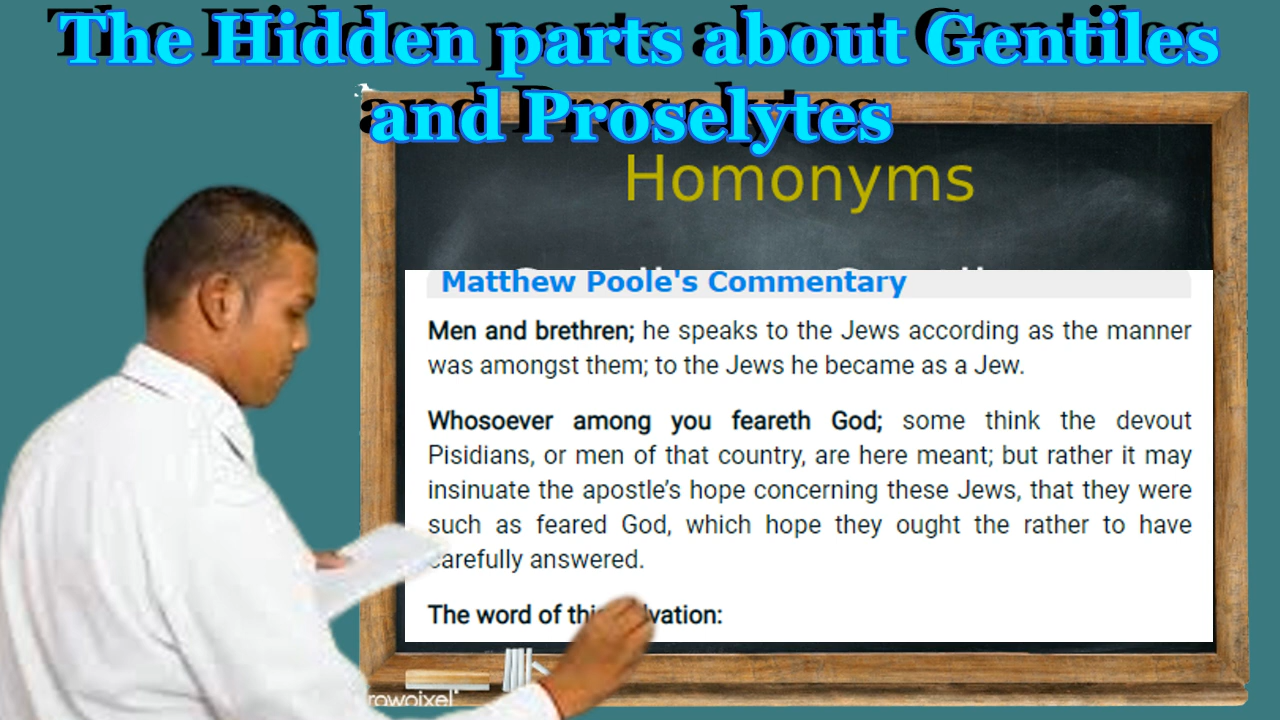 The Hidden parts about Gentiles
and Proselytes
Homonyms
Matthew Poole's Commentary
Men and brethren; he speaks to the Jews according as the manner
was amongst them; to the Jews he became as a Jew.
Whosoever among you feareth God; some think the devout
Pisidians, or men of that country, are here meant; but rather it may
insinuate the apostle’s hope concerning these Jews, that they were
such as feared God, which hope they ought the rather to have
carefully answered.
The word of this salvation:
rawpixel